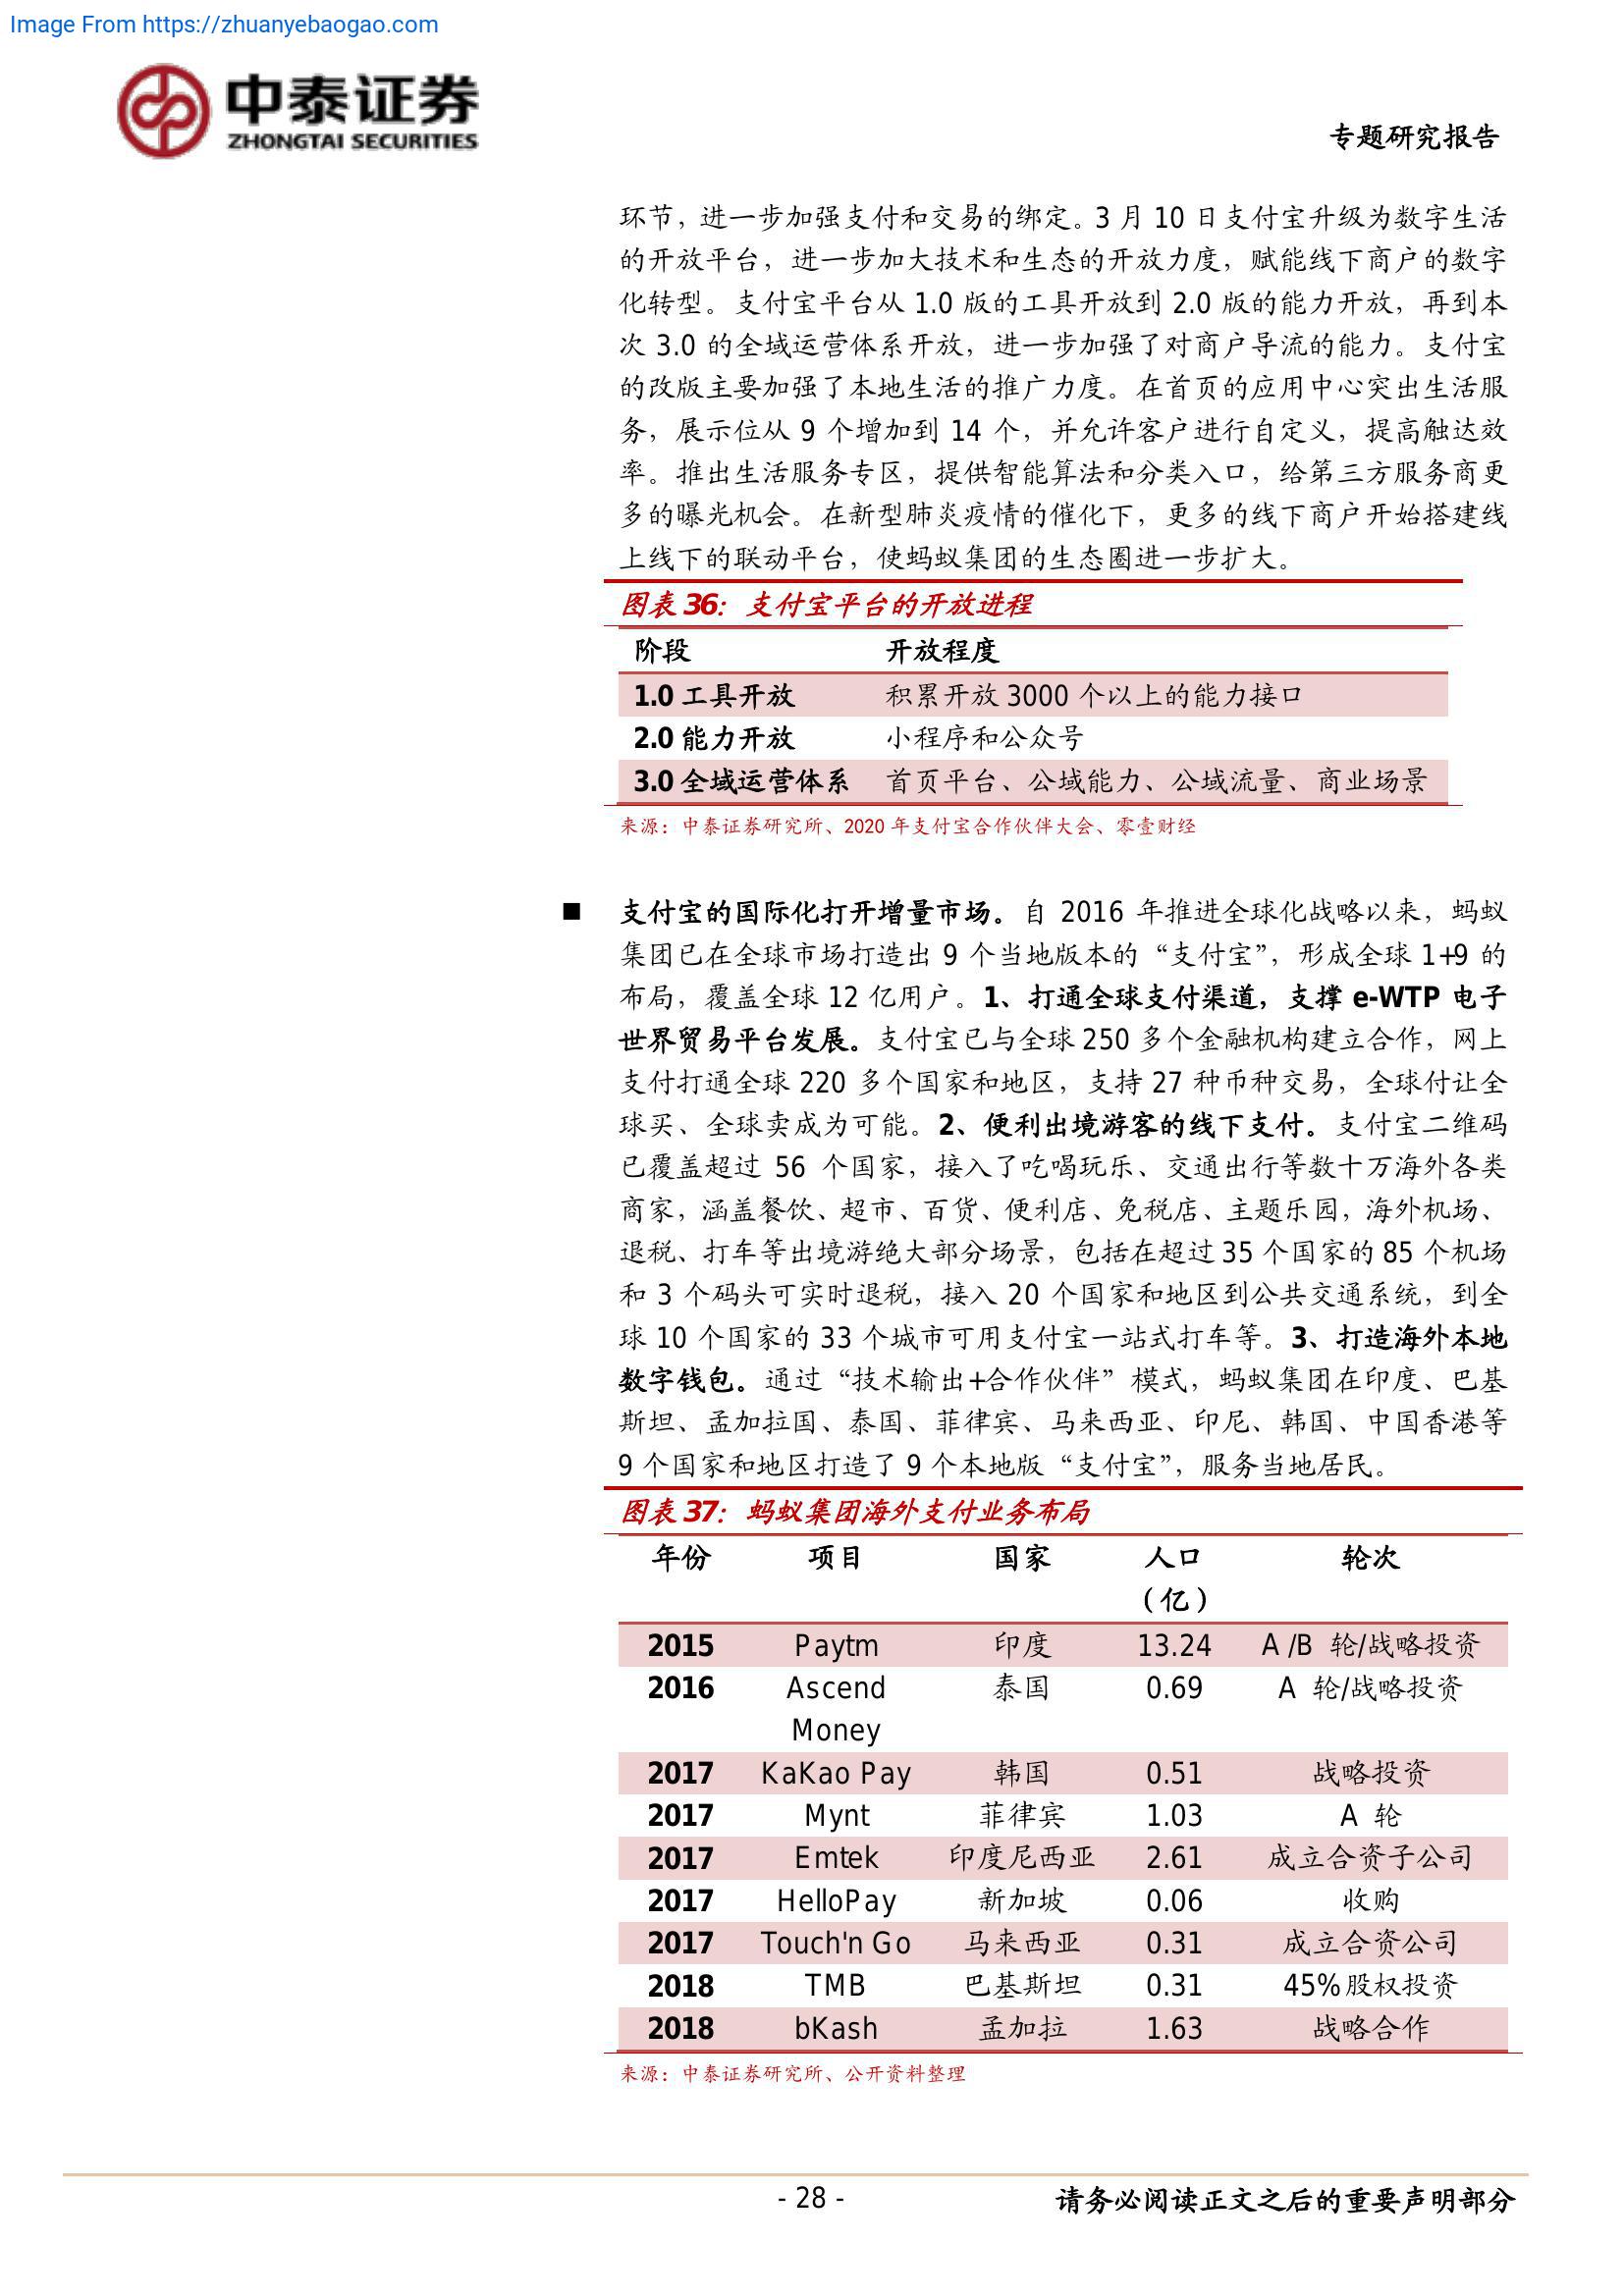 Image From https://zhuanyebaogao.com
中泰证券
ZHONGTAI SECURITIES
专题研究报告
环节，进一步加强支付和交易的绑定。3 月 10 日支付宝升级为数字生活
的开放平台，进一步加大技术和生态的开放力度，赋能线下商户的数字
化转型。支付宝平台从 1.0 版的工具开放到 2.0 版的能力开放，再到本
次 3.0 的全域运营体系开放，进一步加强了对商户导流的能力。支付宝
的改版主要加强了本地生活的推广力度。在首页的应用中心突出生活服
务，展示位从 9 个增加到 14 个，并允许客户进行自定义，提高触达效
率。推出生活服务专区，提供智能算法和分类入口，给第三方服务商更
多的曝光机会。在新型肺炎疫情的催化下，更多的线下商户开始搭建线
上线下的联动平台，使蚂蚁集团的生态圈进一步扩大。
图表 36：支付宝平台的开放进程
阶段 开放程度
1.0 工具开放 积累开放 3000 个以上的能力接口
2.0 能力开放 小程序和公众号
3.0 全域运营体系 首页平台、公域能力、公域流量、商业场景
来源：中泰证券研究所、2020 年支付宝合作伙伴大会、零壹财经
■ 支付宝的国际化打开增量市场。自 2016 年推进全球化战略以来，蚂蚁
集团已在全球市场打造出 9 个当地版本的“支付宝”，形成全球 1+9 的
布局，覆盖全球 12 亿用户。1、打通全球支付渠道，支撑 e-WTP 电子
世界贸易平台发展。支付宝已与全球 250 多个金融机构建立合作，网上
支付打通全球 220 多个国家和地区，支持 27 种币种交易，全球付让全
球买、全球卖成为可能。2、便利出境游客的线下支付。支付宝二维码
已覆盖超过 56 个国家，接入了吃喝玩乐、交通出行等数十万海外各类
商家，涵盖餐饮、超市、百货、便利店、免税店、主题乐园，海外机场、
退税、打车等出境游绝大部分场景，包括在超过 35 个国家的 85 个机场
和 3 个码头可实时退税，接入 20 个国家和地区到公共交通系统，到全
球 10 个国家的 33 个城市可用支付宝一站式打车等。3、打造海外本地
数字钱包。通过“技术输出+合作伙伴”模式，蚂蚁集团在印度、巴基
斯坦、孟加拉国、泰国、菲律宾、马来西亚、印尼、韩国、中国香港等
9 个国家和地区打造了 9 个本地版“支付宝”，服务当地居民。
图表 37：蚂蚁集团海外支付业务布局
年份 项目 国家 人口 轮次
（亿）
2015 Paytm 印度 13.24 A /B 轮/战略投资
2016 Ascend 泰国 0.69 A 轮/战略投资
Money
2017 KaKao Pay 韩国 0.51 战略投资
2017 Mynt 菲律宾 1.03 A 轮
2017 Emtek 印度尼西亚 2.61 成立合资子公司
2017 HelloPay 新加坡 0.06 收购
2017 Touch'n Go 马来西亚 0.31 成立合资公司
2018 TMB 巴基斯坦 0.31 45%股权投资
2018 bKash 孟加拉 1.63 战略合作
来源：中泰证券研究所、公开资料整理
- 28 - 请务必阅读正文之后的重要声明部分